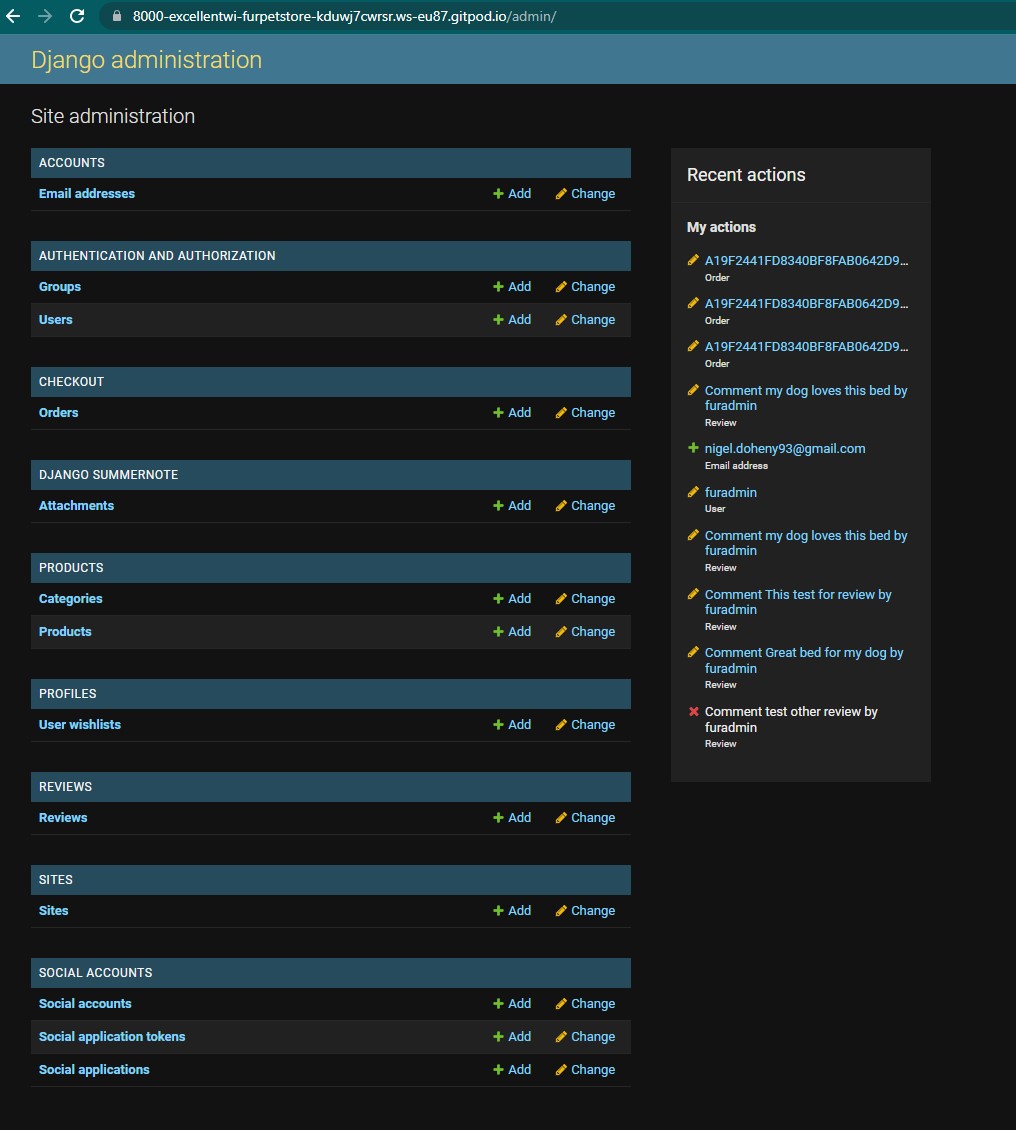 8000-excellentwi-furpetstore-kduwj7cwrsr.ws-eu87.gitpod.io/admin/
Django administration
Site administration
ACCOUNTS
Email addresses Add Change
AUTHENTICATION AND AUTHORIZATION
Groups Add Change
Users Add Change
CHECKOUT
Orders Add Change
DJANGO SUMMERNOTE
Attachments Add Change
PRODUCTS
Categories Add Change
Products Add Change
PROFILES
User wishlists Add Change
REVIEWS
Reviews Add Change
SITES
Sites Add Change
SOCIAL ACCOUNTS
Social accounts Add Change
Social application tokens Add Change
Social applications Add Change
Recent actions
My actions
A19F2441FD8340BF8FAB0642D9...
Order
A19F2441FD8340BF8FAB0642D9...
Order
A19F2441FD8340BF8FAB0642D9...
Order
Comment my dog loves this bed by
furadmin
Review
nigel.doheny93@gmail.com
Email address
furadmin
User
Comment my dog loves this bed by
furadmin
Review
Comment This test for review by
furadmin
Review
Comment Great bed for my dog by
furadmin
Review
Comment test other review by
furadmin
Review